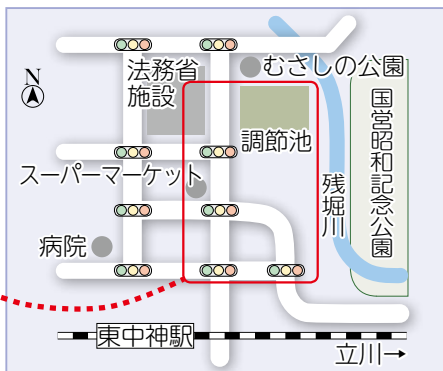 N
法務省
施設
むさしの公園
調節池
スーパーマーケット
病院
残堀川
国営昭和記念公園
東中神駅
立川→